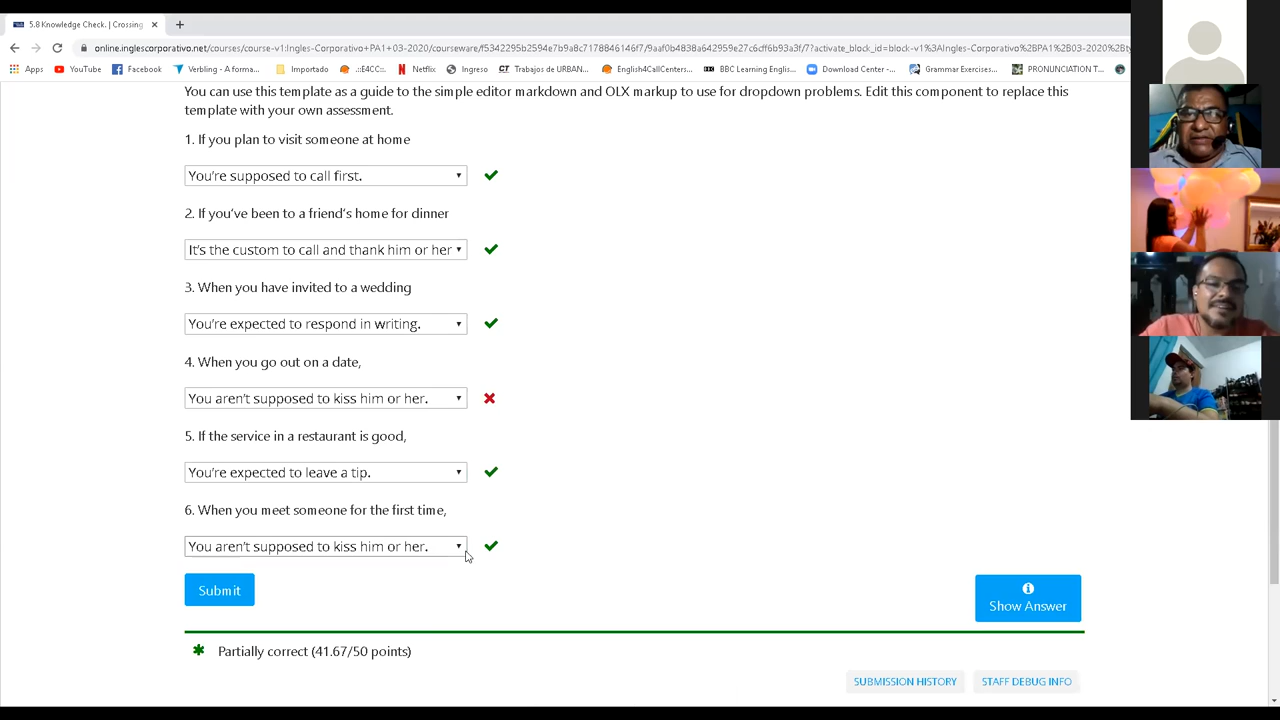 5.8 Knowledge Check. | Crossing
online.inglescorporativo.net/courses/course-v1:Ingles-Corporativo+PA1+03-2020/courseware/f5342295b2594e7b9a8c7178846146f7/9aaf0b4838a642959e27c6cff6b93a3f/7?activate_block_id=block-v1%3AIngles-Corporativo%2BPA1%2B03-2020%2Bty
Apps YouTube Facebook Verbling - A forma... Importado .::E4CC::. Netflix Ingreso Trabajos de URBAN... English4CallCenters... BBC Learning Englis... Download Center -... Grammar Exercises... PRONUNCIATION T...
You can use this template as a guide to the simple editor markdown and OLX markup to use for dropdown problems. Edit this component to replace this
template with your own assessment.
1. If you plan to visit someone at home
You're supposed to call first.
2. If you've been to a friend's home for dinner
It's the custom to call and thank him or her
3. When you have invited to a wedding
You're expected to respond in writing.
4. When you go out on a date,
You aren't supposed to kiss him or her.
5. If the service in a restaurant is good,
You're expected to leave a tip.
6. When you meet someone for the first time,
You aren't supposed to kiss him or her.
Submit
Show Answer
Partially correct (41.67/50 points)
SUBMISSION HISTORY STAFF DEBUG INFO